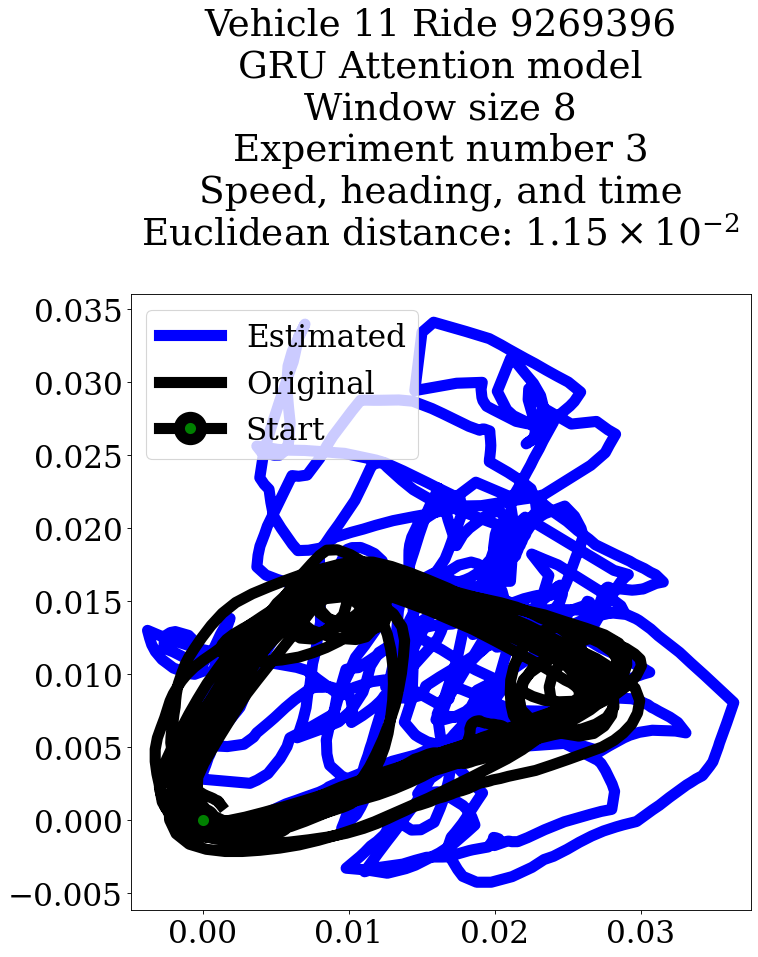 Vehicle 11 Ride 9269396
GRU Attention model
Window size 8
Experiment number 3
Speed, heading, and time
Euclidean distance: 1.15 × 10⁻²
0.035
0.030
0.025
0.020
0.015
0.010
0.005
0.000
−0.005
Estimated
Original
Start
0.00 0.01 0.02 0.03